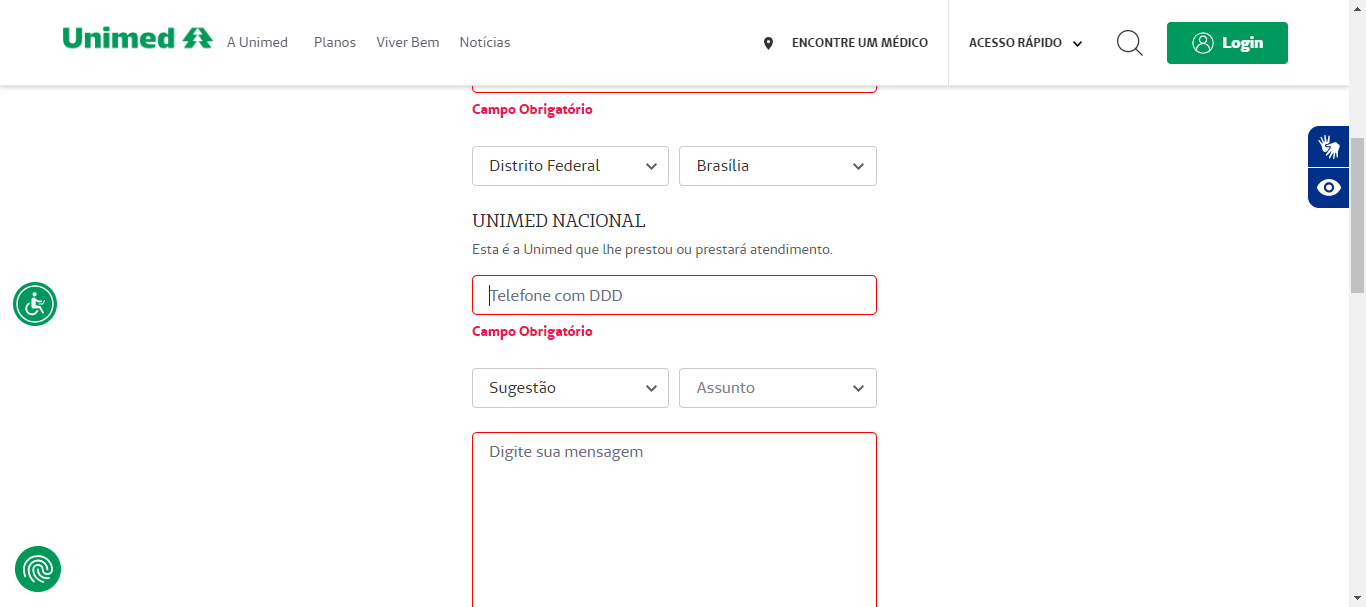 Unimed
A Unimed Planos Viver Bem Notícias ENCONTRE UM MÉDICO ACESSO RÁPIDO Login
Campo Obrigatório
Distrito Federal Brasília
UNIMED NACIONAL
Esta é a Unimed que lhe prestou ou prestará atendimento.
Telefone com DDD
Campo Obrigatório
Sugestão Assunto
Digite sua mensagem